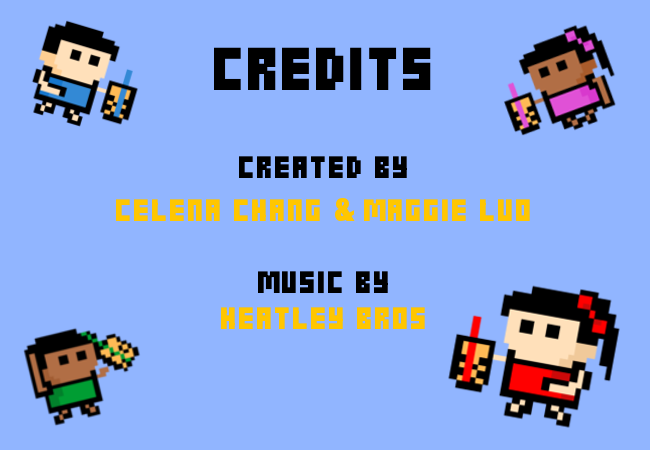 CREDITS
CREATED BY
CELENA CHANG & MAGGIE LUO
MUSIC BY
HEATLEY BROS